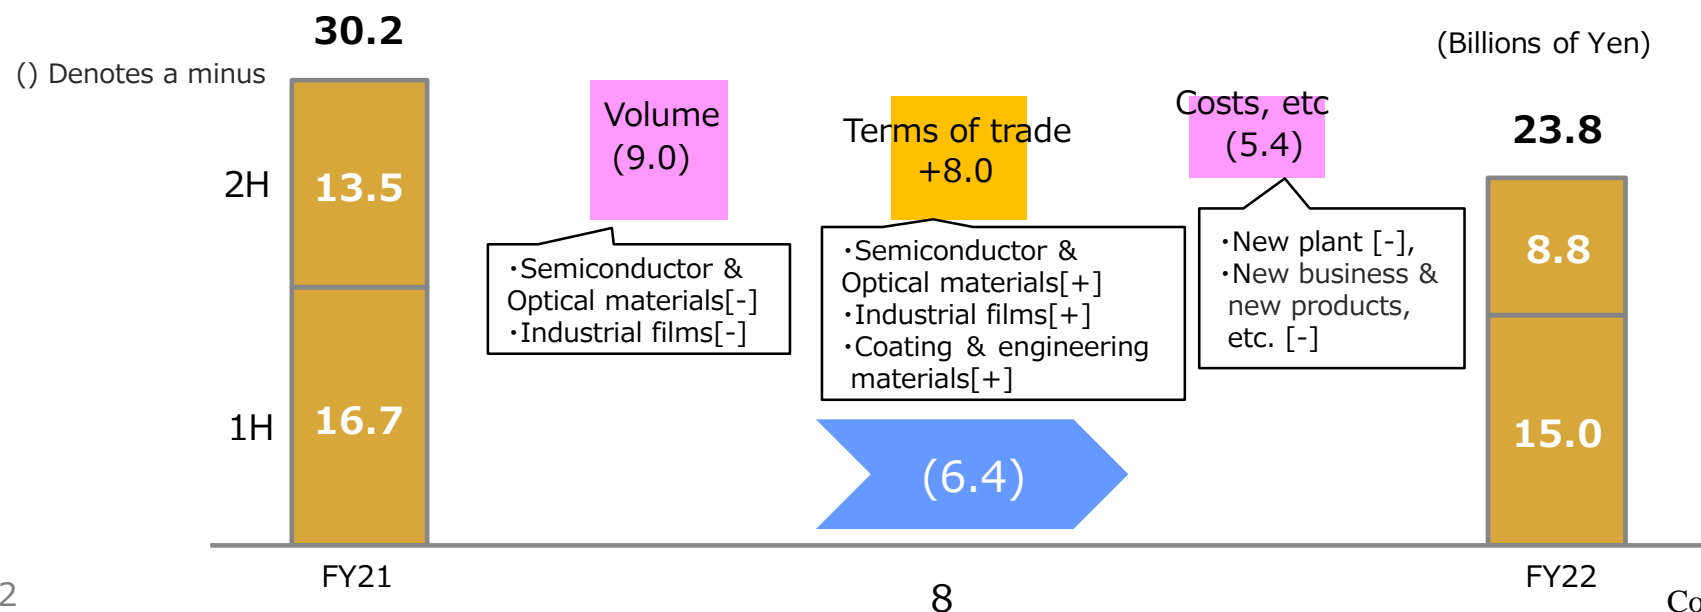 30.2
(Billions of Yen)
() Denotes a minus
Volume
(9.0)
Terms of trade
+8.0
Costs, etc
(5.4)
23.8
2H
13.5
・Semiconductor &
Optical materials[-]
・Industrial films[-]
・Semiconductor &
Optical materials[+]
・Industrial films[+]
・Coating & engineering
materials[+]
・New plant [-],
・New business &
new products,
etc. [-]
8.8
1H
16.7
(6.4)
15.0
FY21
FY22
2
8
Co